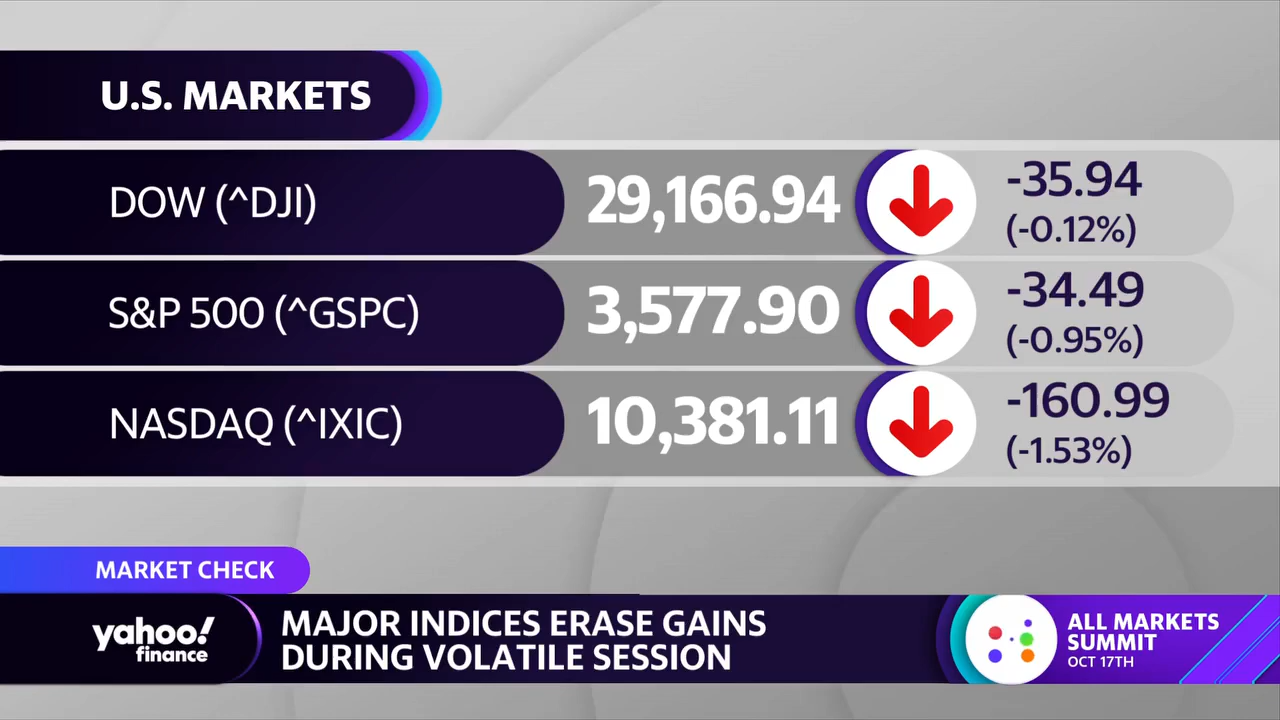 U.S. MARKETS
DOW (^DJI) 29,166.94 -35.94
(-0.12%)
S&P 500 (^GSPC) 3,577.90 -34.49
(-0.95%)
NASDAQ (^IXIC) 10,381.11 -160.99
(-1.53%)
MARKET CHECK
yahoo!
finance
MAJOR INDICES ERASE GAINS
DURING VOLATILE SESSION
ALL MARKETS
SUMMIT
OCT 17TH